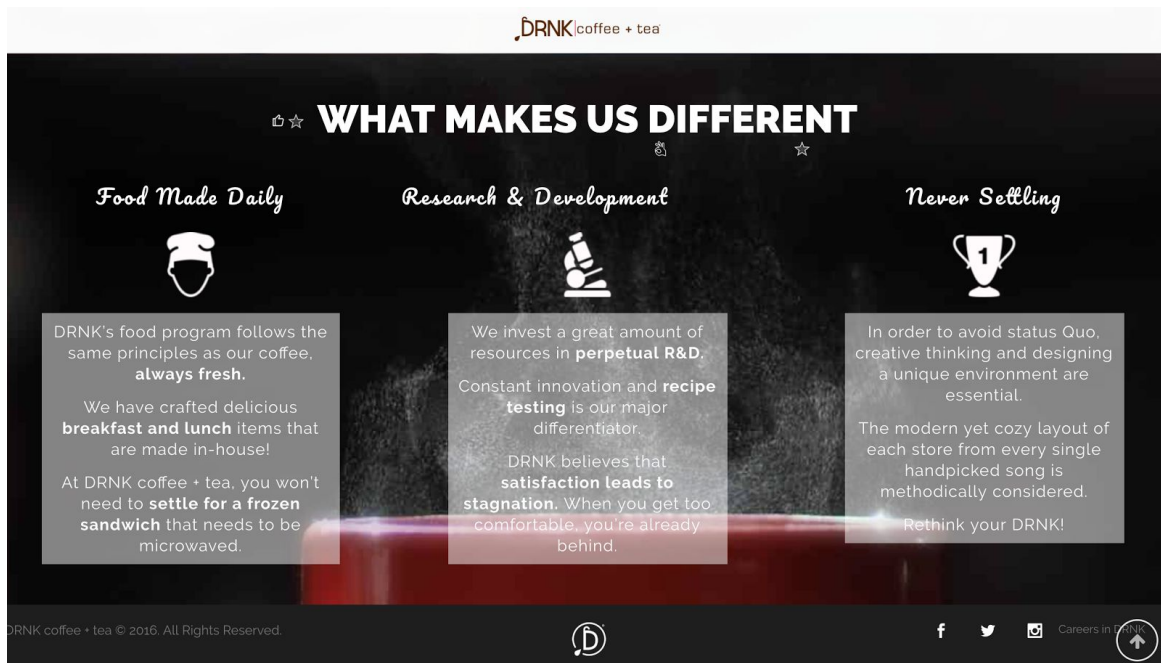 DRNK coffee + tea
WHAT MAKES US DIFFERENT
Food Made Daily
DRNK's food program follows the
same principles as our coffee,
always fresh.
We have crafted delicious
breakfast and lunch items that
are made in-house!
At DRNK coffee + tea, you won't
need to settle for a frozen
sandwich that needs to be
microwaved.
Research & Development
We invest a great amount of
resources in perpetual R&D.
Constant innovation and recipe
testing is our major
differentiator.
DRNK believes that
satisfaction leads to
stagnation. When you get too
comfortable, you're already
behind.
Never Settling
1
In order to avoid status Quo,
creative thinking and designing
a unique environment are
essential.
The modern yet cozy layout of
each store from every single
handpicked song is
methodically considered.
Rethink your DRNK!
DRNK coffee + tea © 2016. All Rights Reserved.
D
Careers in DRNK